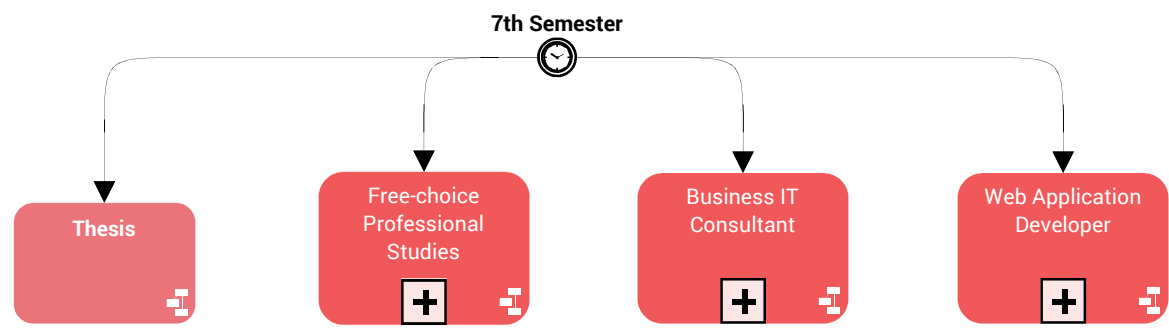 7th Semester
Thesis
Free-choice
Professional
Studies
Business IT
Consultant
Web Application
Developer